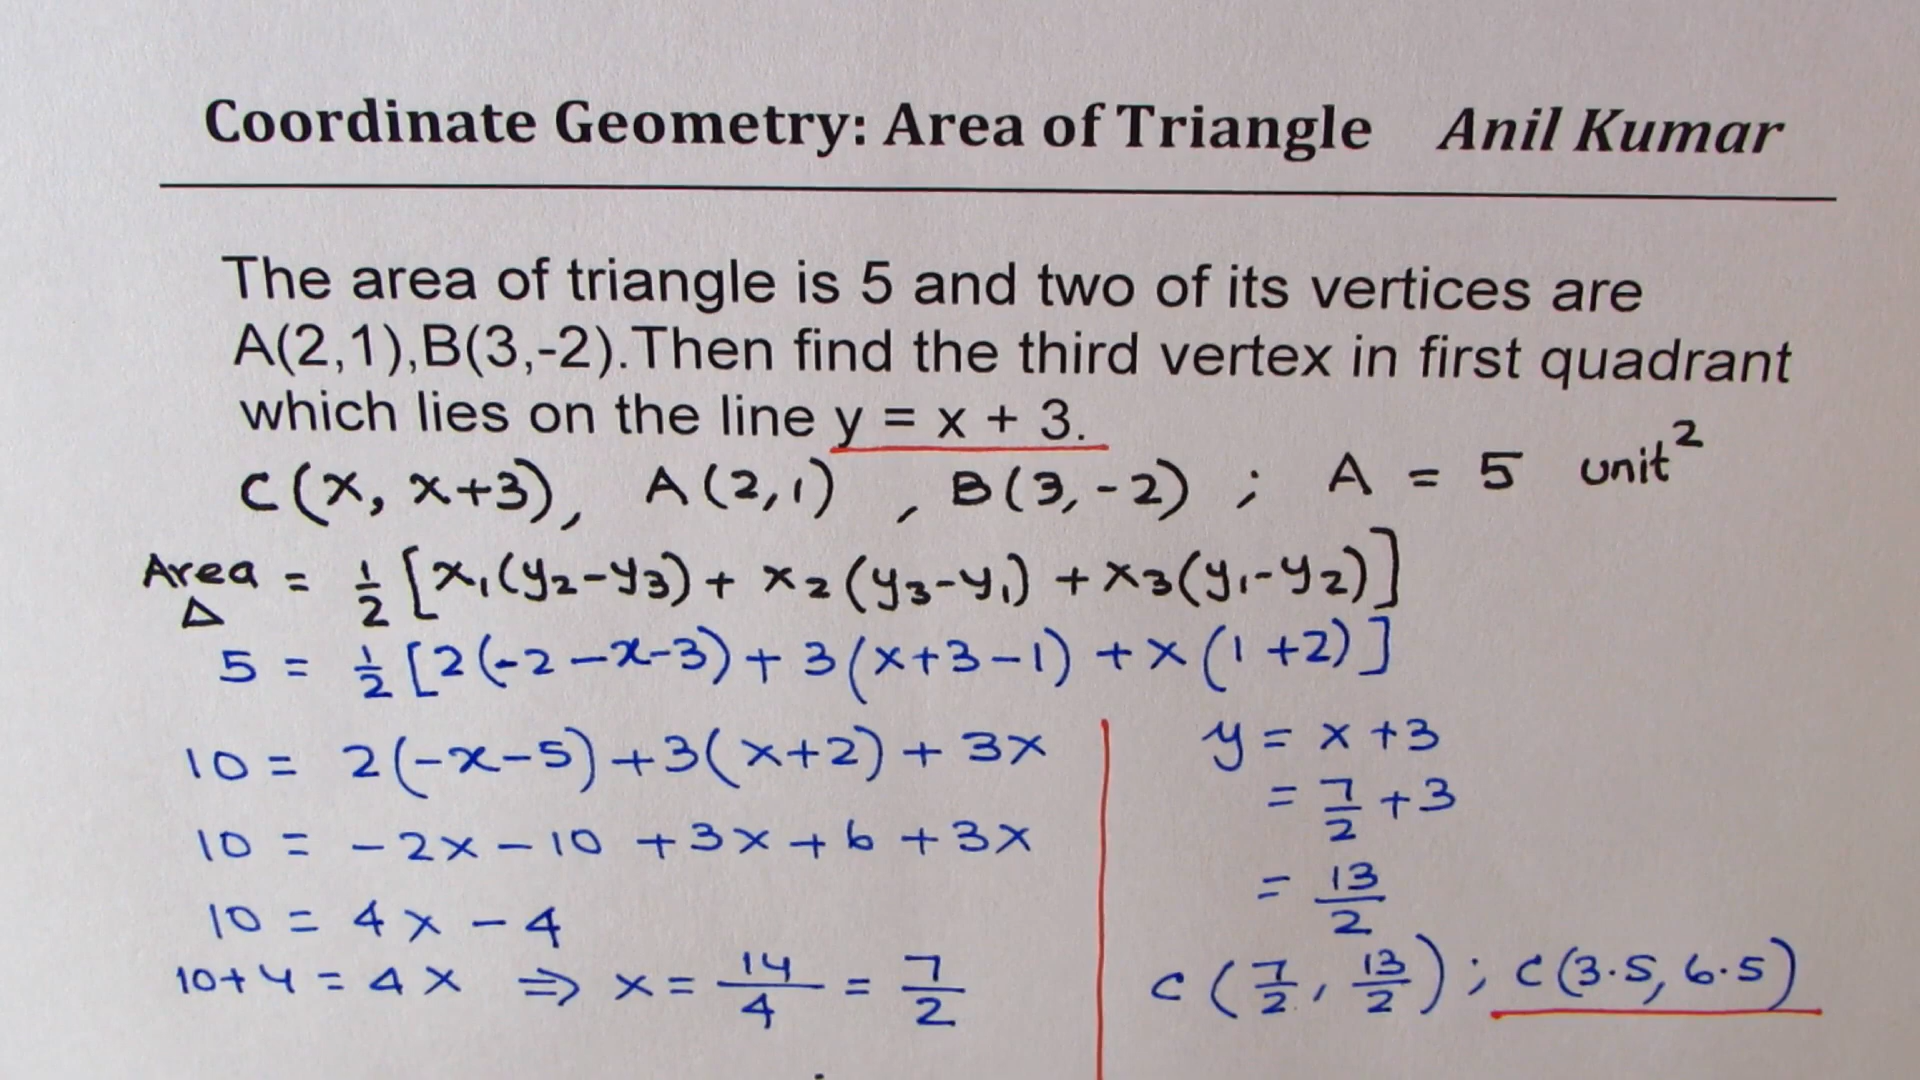 Coordinate Geometry: Area of Triangle Anil Kumar
The area of triangle is 5 and two of its vertices are
A(2,1),B(3,-2).Then find the third vertex in first quadrant
which lies on the line y = x + 3.
C(x, x+3), A(2,1) , B(3,-2) ; A = 5 unit²
Area Δ = 1/2 [x₁(y₂-y₃) + x₂(y₃-y₁) + x₃(y₁-y₂)]
5 = 1/2 [2(-2-x-3) + 3(x+3-1) + x(1+2)]
10 = 2(-x-5)+3(x+2) + 3x
10 = -2x-10 +3x+6 +3x
10 = 4x - 4
10+4 = 4x ⇒ x = 14/4 = 7/2
y = x+3
= 7/2 +3
= 13/2
C(7/2, 13/2); C(3.5, 6.5)